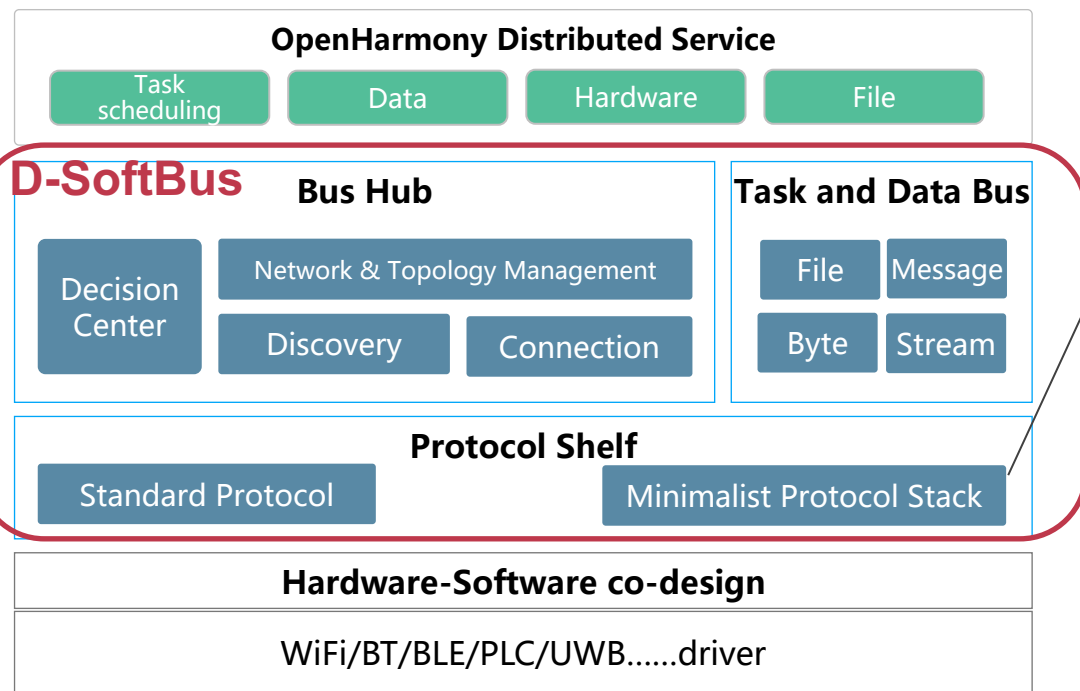 OpenHarmony Distributed Service
Task
scheduling
Data
Hardware
File
D-SoftBus
Bus Hub
Decision
Center
Network & Topology Management
Discovery
Connection
Task and Data Bus
File
Message
Byte
Stream
Protocol Shelf
Standard Protocol
Minimalist Protocol Stack
Hardware-Software co-design
WiFi/BT/BLE/PLC/UWB......driver